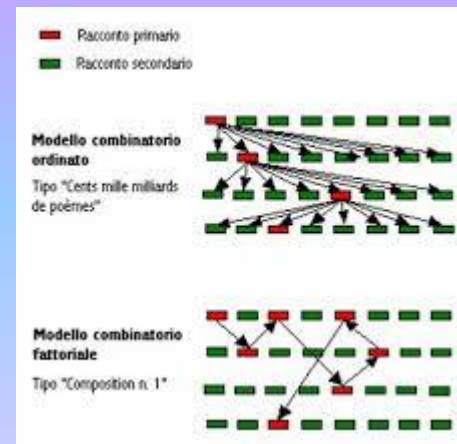 Racconto primario
Racconto secondario
Modello combinatorio
ordinato
Tipo "Cents mille milliards
de poèmes"
Modello combinatorio
fattoriale
Tipo "Composition n. 1"